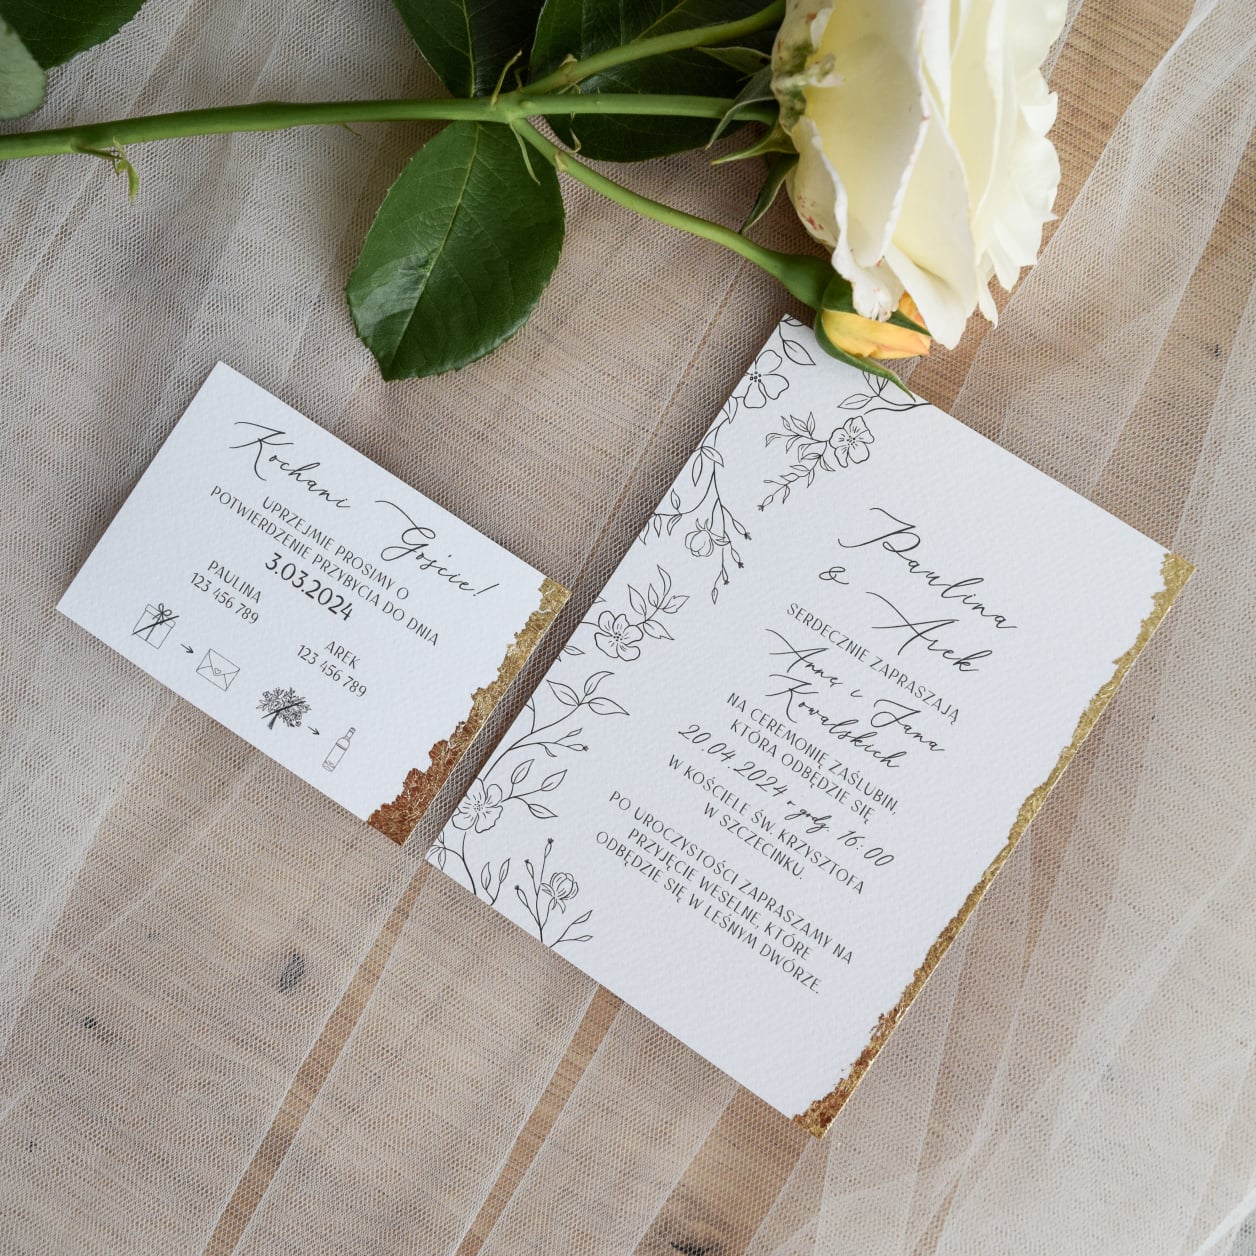 Kochani Goście!
UPRZEJMIE PROSIMY O
POTWIERDZENIE PRZYBYCIA DO DNIA
3.03.2024
PAULINA
123 456 789
AREK
123 456 789
Paulina
& Arek
SERDECZNIE ZAPRASZAJĄ
Annę i Jana
Kowalskich
NA CEREMONIĘ ZAŚLUBIN,
KTÓRA ODBĘDZIE SIĘ
20.04.2024 o godz. 16:00
W KOŚCIELE ŚW. KRZYSZTOFA
W SZCZECINKU.
PO UROCZYSTOŚCI ZAPRASZAMY NA
PRZYJĘCIE WESELNE, KTÓRE
ODBĘDZIE SIĘ W LEŚNYM DWÓRZE.